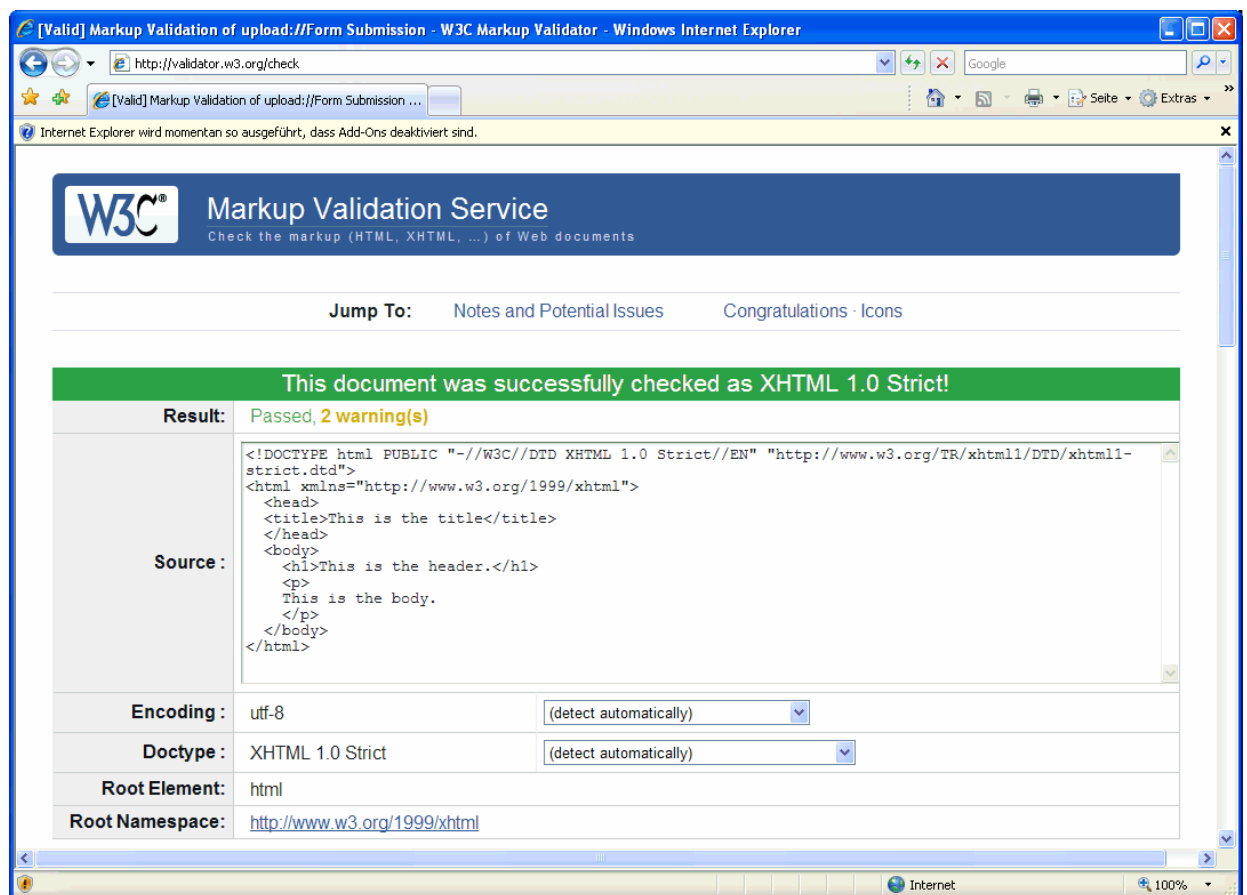 [Valid] Markup Validation of upload://Form Submission - W3C Markup Validator - Windows Internet Explorer
http://validator.w3.org/check
Google
[Valid] Markup Validation of upload://Form Submission ...
Seite
Extras
Internet Explorer wird momentan so ausgeführt, dass Add-Ons deaktiviert sind.
W3C®
Markup Validation Service
Check the markup (HTML, XHTML, …) of Web documents
Jump To: Notes and Potential Issues Congratulations · Icons
This document was successfully checked as XHTML 1.0 Strict!
Result: Passed, 2 warning(s)
Source :
<!DOCTYPE html PUBLIC "-//W3C//DTD XHTML 1.0 Strict//EN" "http://www.w3.org/TR/xhtml1/DTD/xhtml1-
strict.dtd">
<html xmlns="http://www.w3.org/1999/xhtml">
<head>
<title>This is the title</title>
</head>
<body>
<h1>This is the header.</h1>
<p>
This is the body.
</p>
</body>
</html>
Encoding : utf-8 (detect automatically)
Doctype : XHTML 1.0 Strict (detect automatically)
Root Element: html
Root Namespace: http://www.w3.org/1999/xhtml
Internet 100%